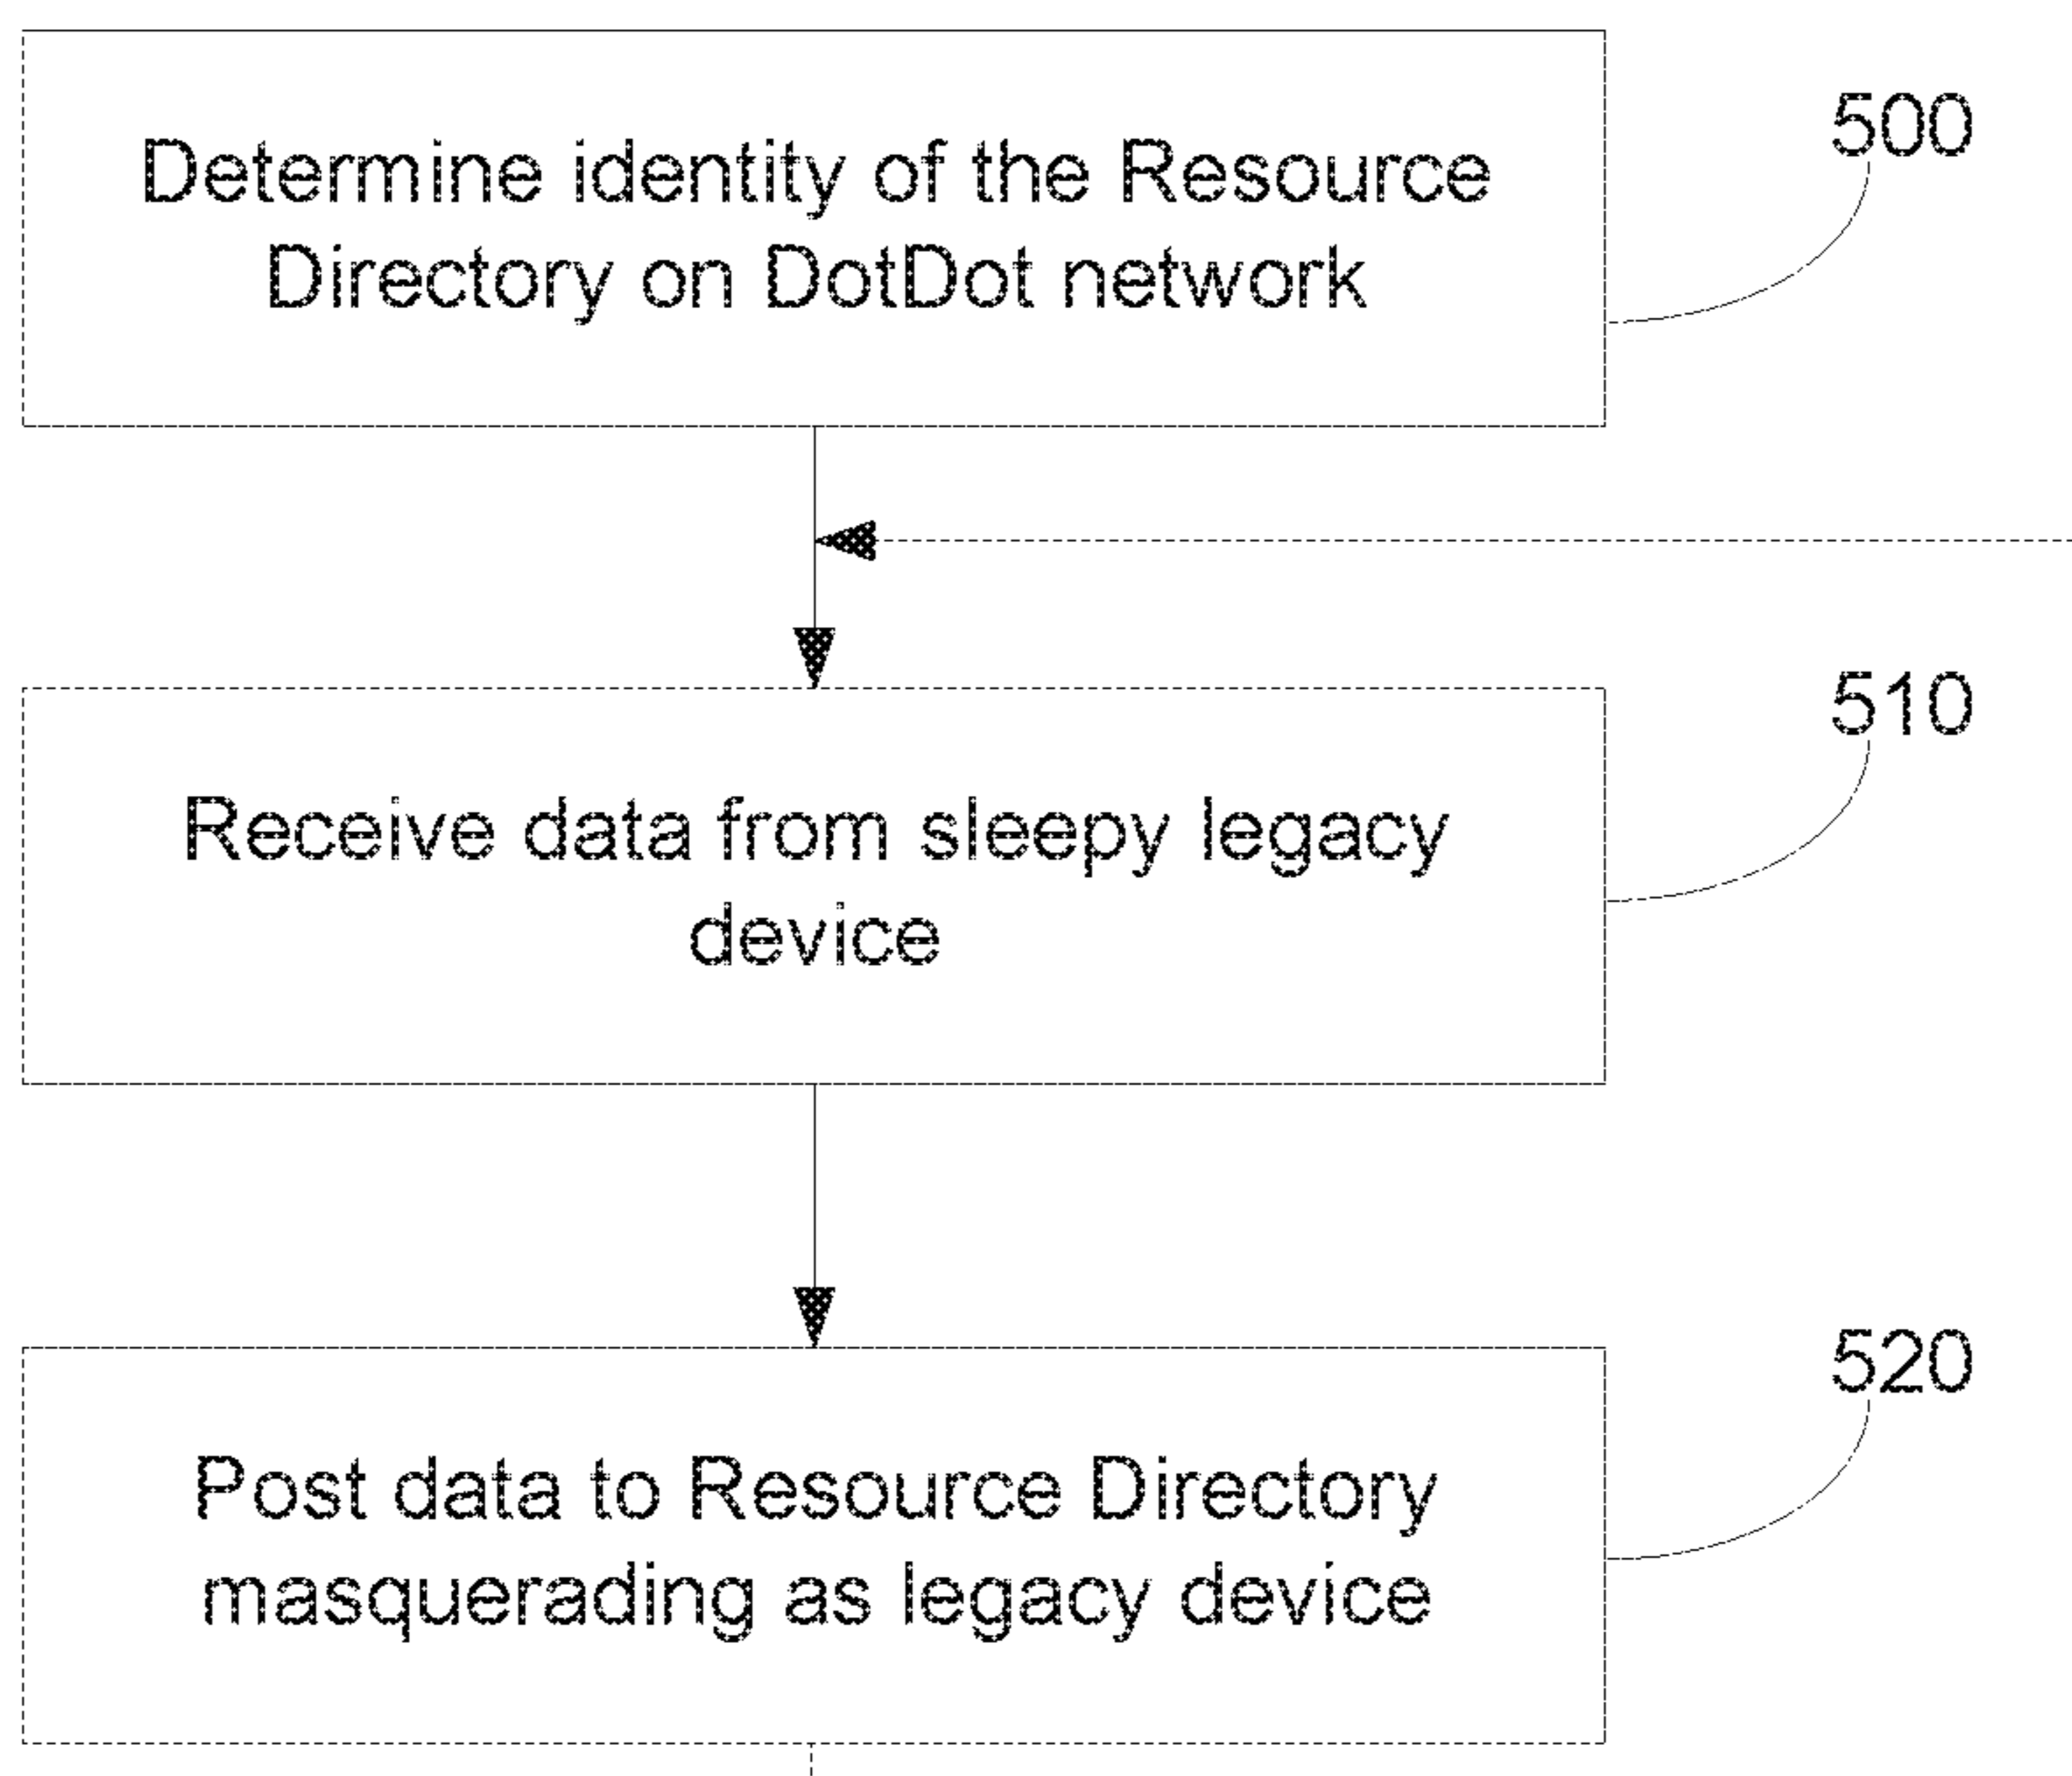 Determine identity of the Resource
Directory on DotDot network
500
Receive data from sleepy legacy
device
510
Post data to Resource Directory
masquerading as legacy device
520